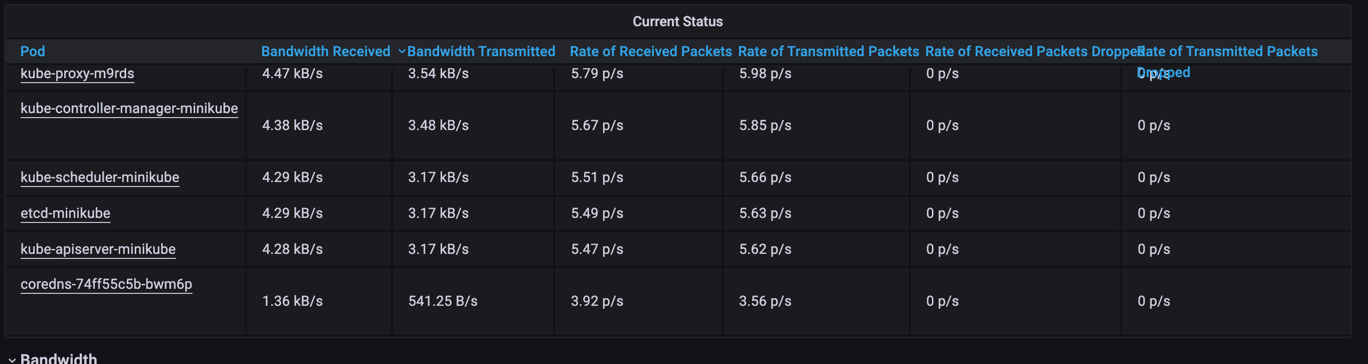 Current Status
Pod Bandwidth Received Bandwidth Transmitted Rate of Received Packets Rate of Transmitted Packets Rate of Received Packets Dropped Rate of Transmitted Packets Dropped
kube-proxy-m9rds 4.47 kB/s 3.54 kB/s 5.79 p/s 5.98 p/s 0 p/s 0 p/s
kube-controller-manager-minikube 4.38 kB/s 3.48 kB/s 5.67 p/s 5.85 p/s 0 p/s 0 p/s
kube-scheduler-minikube 4.29 kB/s 3.17 kB/s 5.51 p/s 5.66 p/s 0 p/s 0 p/s
etcd-minikube 4.29 kB/s 3.17 kB/s 5.49 p/s 5.63 p/s 0 p/s 0 p/s
kube-apiserver-minikube 4.28 kB/s 3.17 kB/s 5.47 p/s 5.62 p/s 0 p/s 0 p/s
coredns-74ff55c5b-bwm6p 1.36 kB/s 541.25 B/s 3.92 p/s 3.56 p/s 0 p/s 0 p/s
Bandwidth